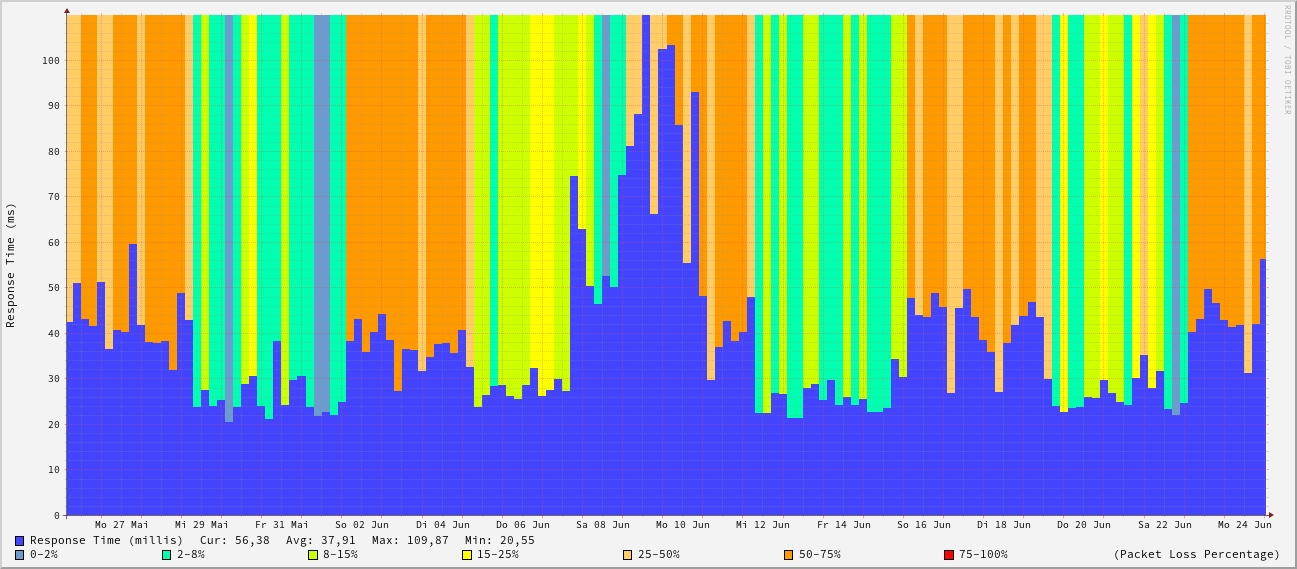 RRDTOOL / TOBI OETIKER
Response Time (ms)
100
90
80
70
60
50
40
30
20
10
0
Mo 27 Mai Mi 29 Mai Fr 31 Mai So 02 Jun Di 04 Jun Do 06 Jun Sa 08 Jun Mo 10 Jun Mi 12 Jun Fr 14 Jun So 16 Jun Di 18 Jun Do 20 Jun Sa 22 Jun Mo 24 Jun
Response Time (millis) Cur: 56,38 Avg: 37,91 Max: 109,87 Min: 20,55
0-2% 2-8% 8-15% 15-25% 25-50% 50-75% 75-100% (Packet Loss Percentage)